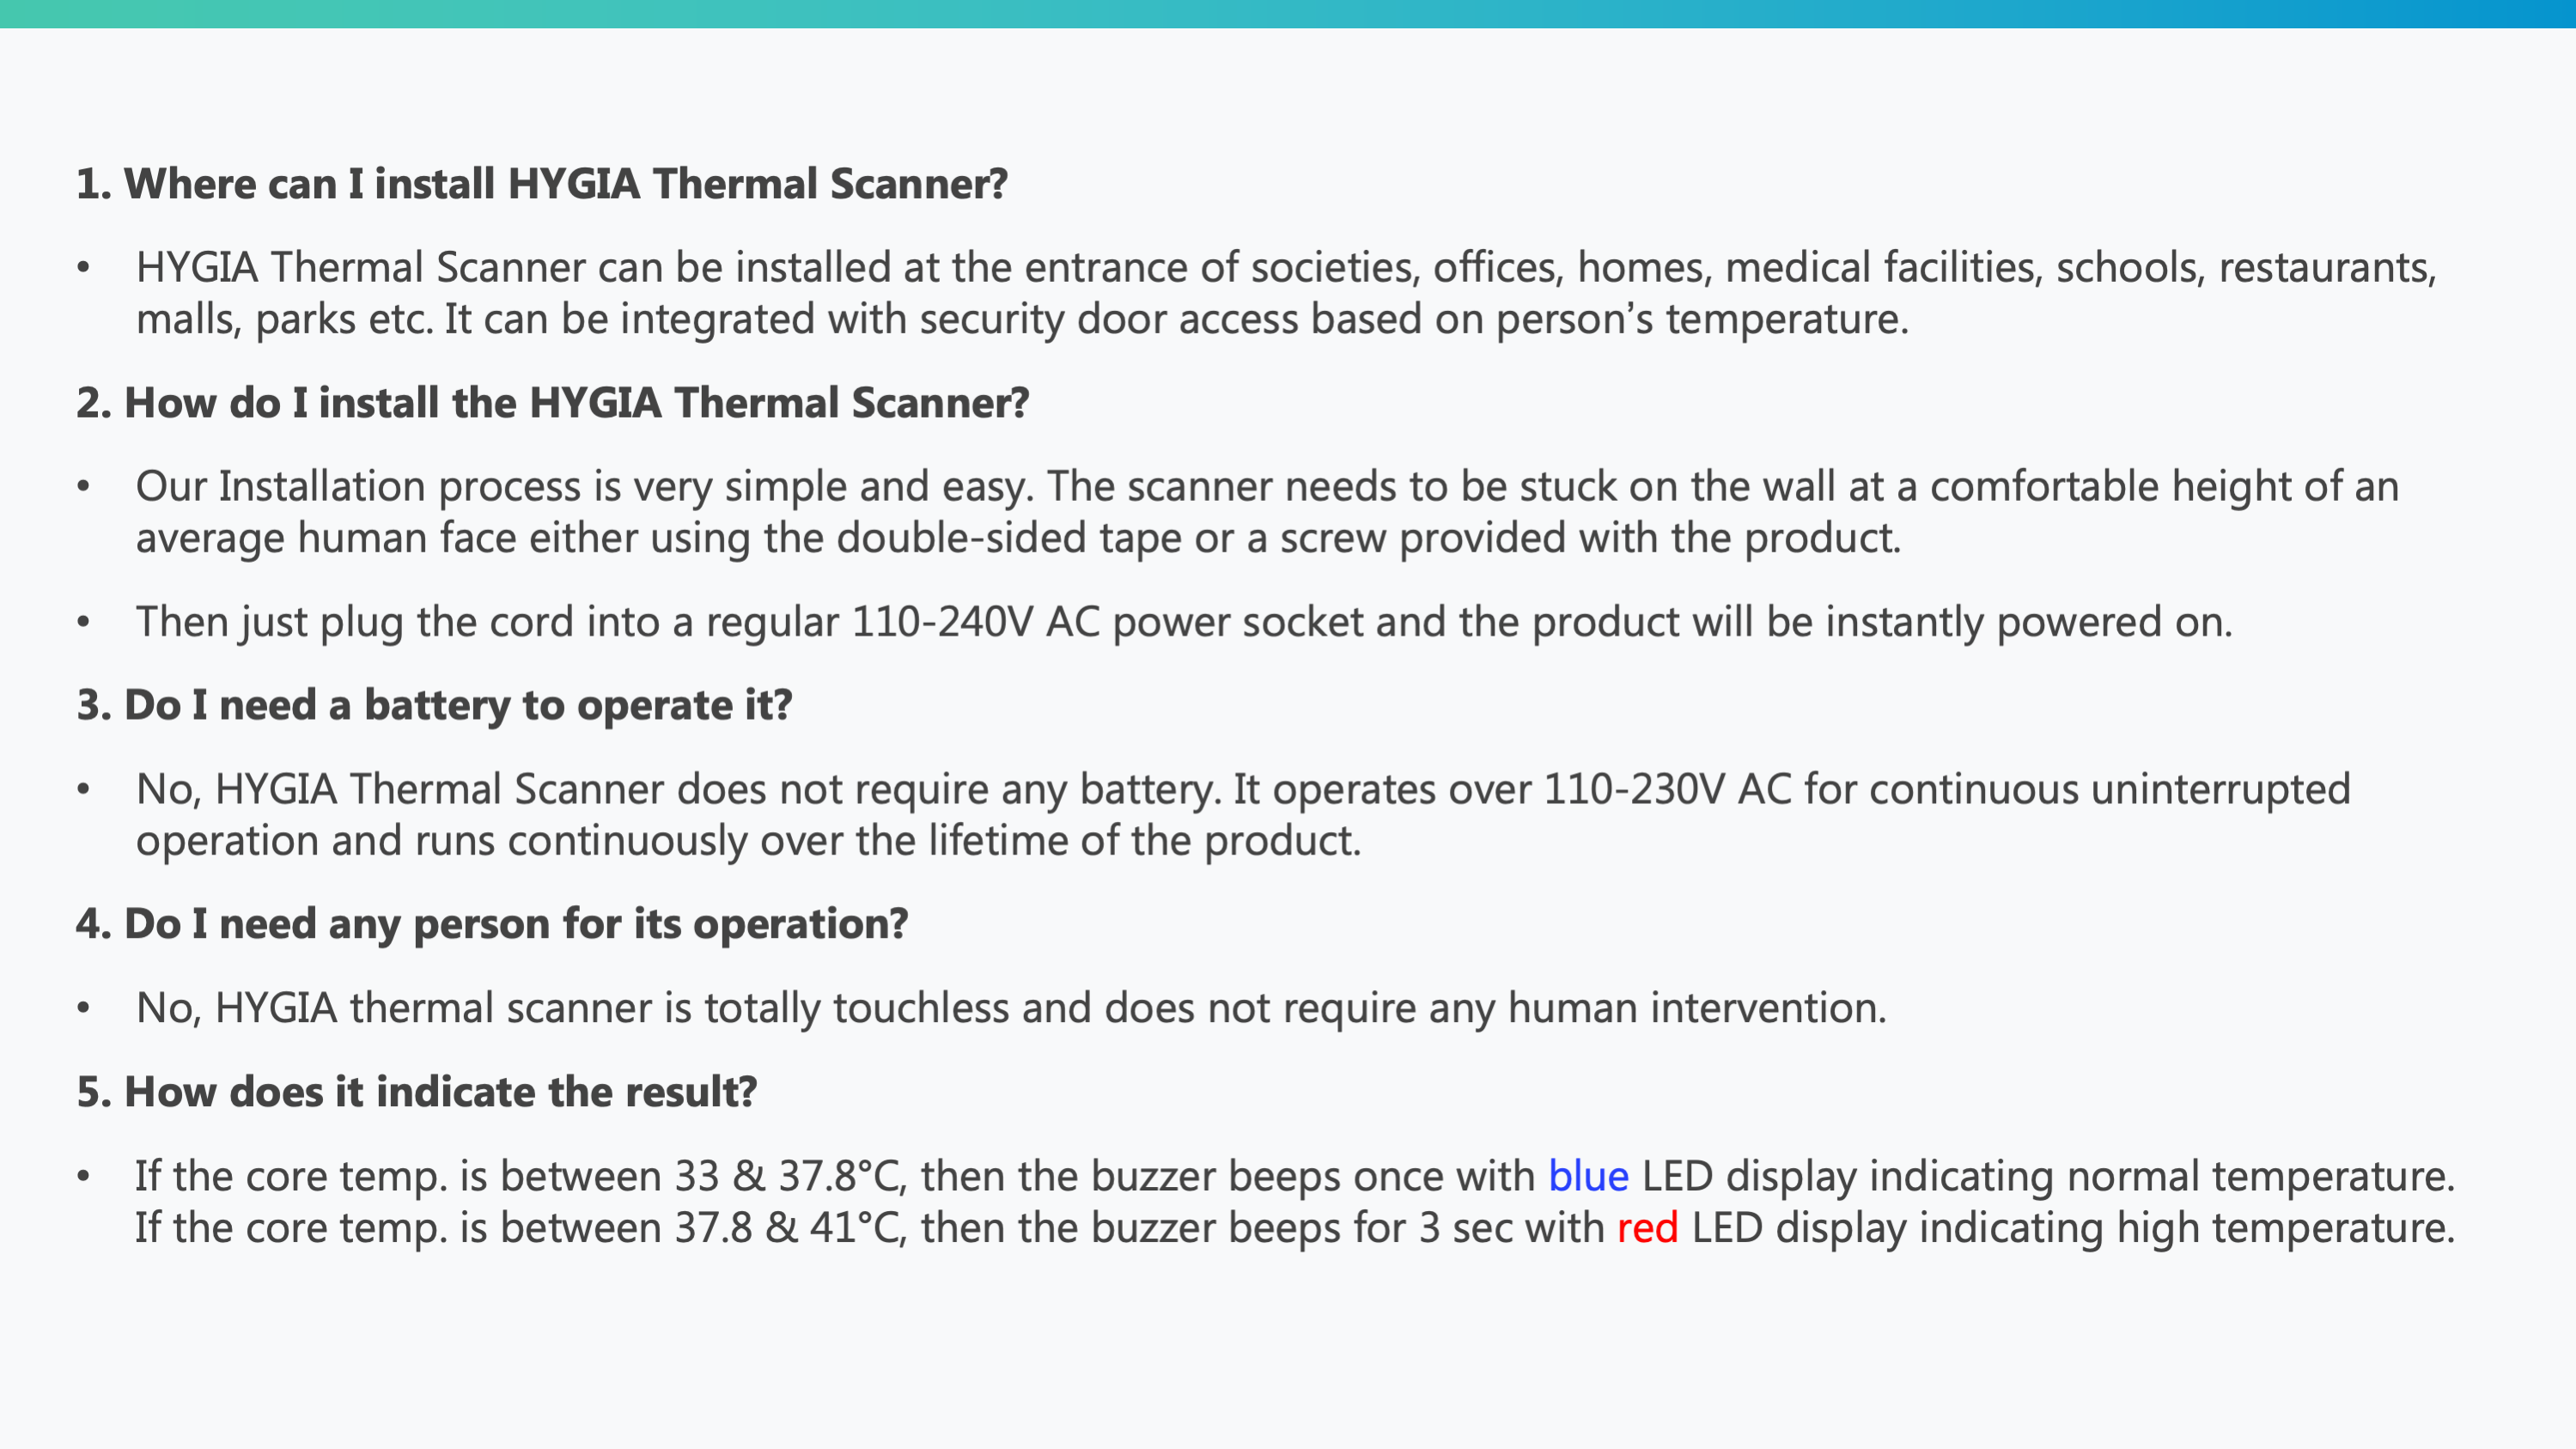 1. Where can I install HYGIA Thermal Scanner?
• HYGIA Thermal Scanner can be installed at the entrance of societies, offices, homes, medical facilities, schools, restaurants,
malls, parks etc. It can be integrated with security door access based on person’s temperature.
2. How do I install the HYGIA Thermal Scanner?
• Our Installation process is very simple and easy. The scanner needs to be stuck on the wall at a comfortable height of an
average human face either using the double-sided tape or a screw provided with the product.
• Then just plug the cord into a regular 110-240V AC power socket and the product will be instantly powered on.
3. Do I need a battery to operate it?
• No, HYGIA Thermal Scanner does not require any battery. It operates over 110-230V AC for continuous uninterrupted
operation and runs continuously over the lifetime of the product.
4. Do I need any person for its operation?
• No, HYGIA thermal scanner is totally touchless and does not require any human intervention.
5. How does it indicate the result?
• If the core temp. is between 33 & 37.8°C, then the buzzer beeps once with blue LED display indicating normal temperature.
If the core temp. is between 37.8 & 41°C, then the buzzer beeps for 3 sec with red LED display indicating high temperature.